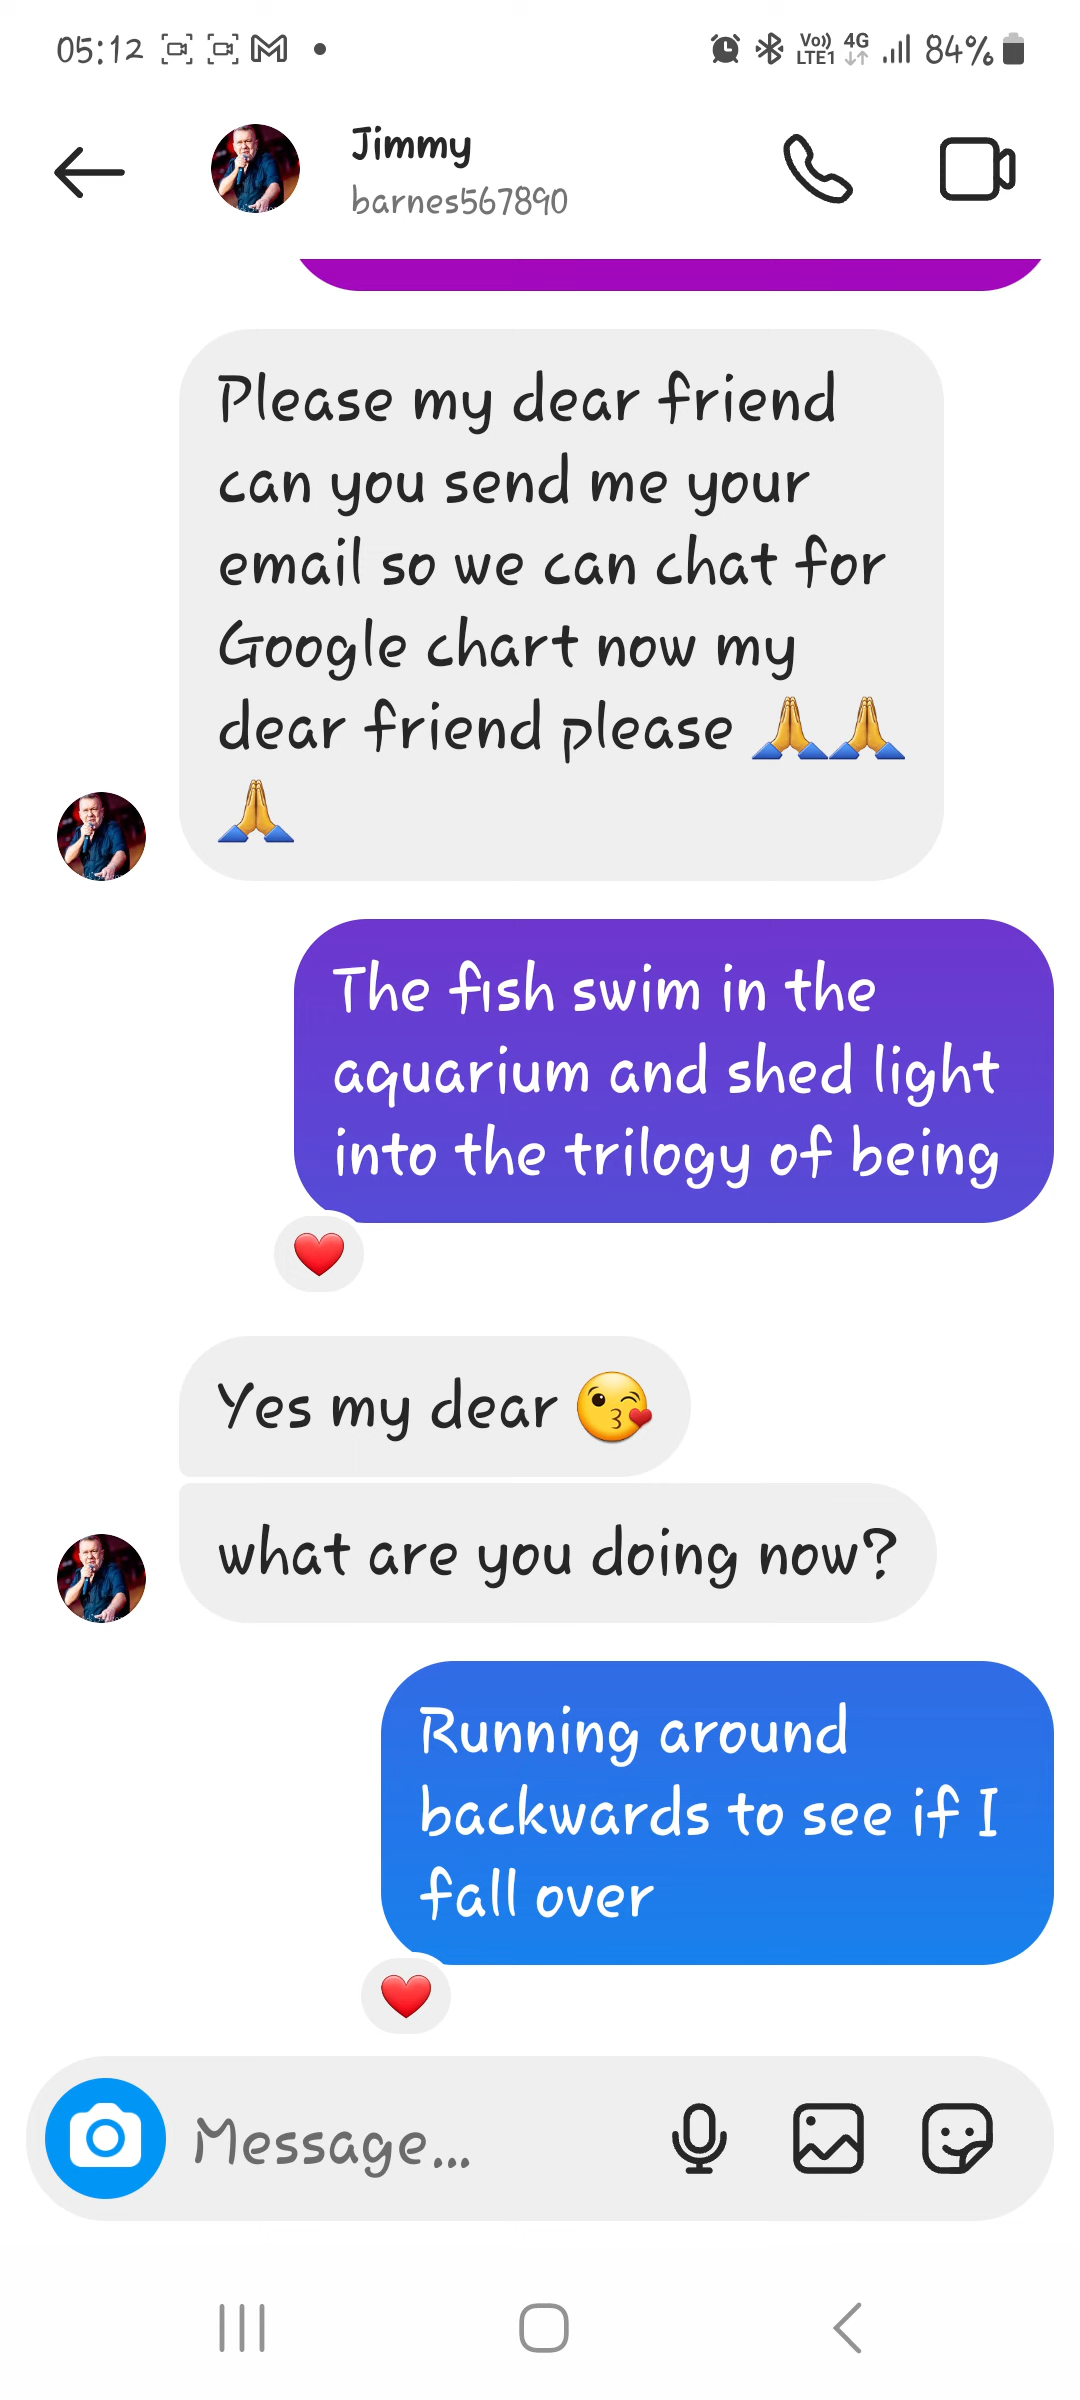 05:12
Vo)) 4G
LTE1
84%
Jimmy
barnes567890
Please my dear friend
can you send me your
email so we can chat for
Google chart now my
dear friend please 🙏🙏
🙏
The fish swim in the
aquarium and shed light
into the trilogy of being
❤️
Yes my dear 😘
what are you doing now?
Running around
backwards to see if I
fall over
❤️
Message...